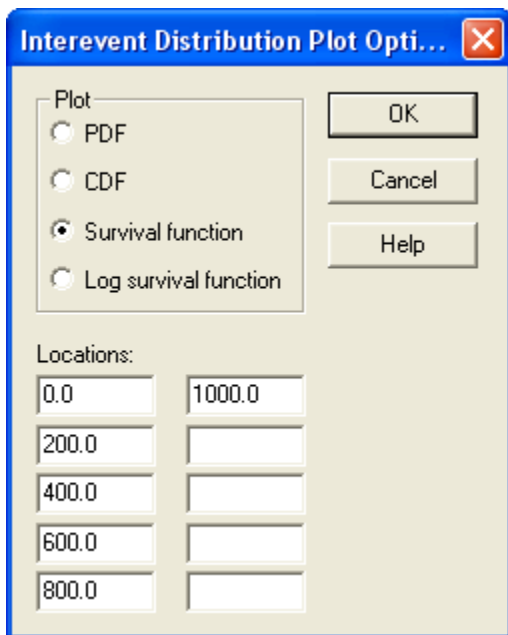 Interevent Distribution Plot Opti...
Plot
PDF
CDF
Survival function
Log survival function
OK
Cancel
Help
Locations:
0.0 1000.0
200.0
400.0
600.0
800.0